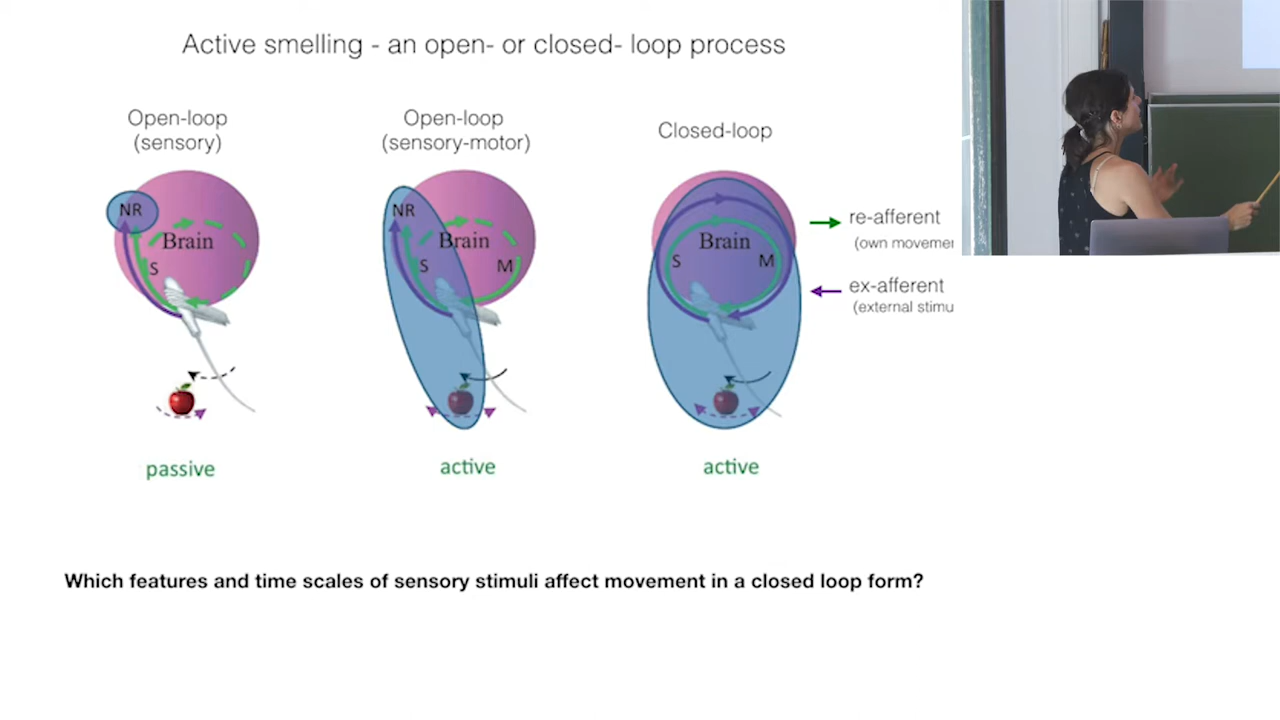 Active smelling - an open- or closed- loop process
Open-loop
(sensory)
NR
Brain
S
passive
Open-loop
(sensory-motor)
NR
Brain
S
M
active
Closed-loop
Brain
S
M
active
re-afferent
(own movemer
ex-afferent
(external stimu
Which features and time scales of sensory stimuli affect movement in a closed loop form?